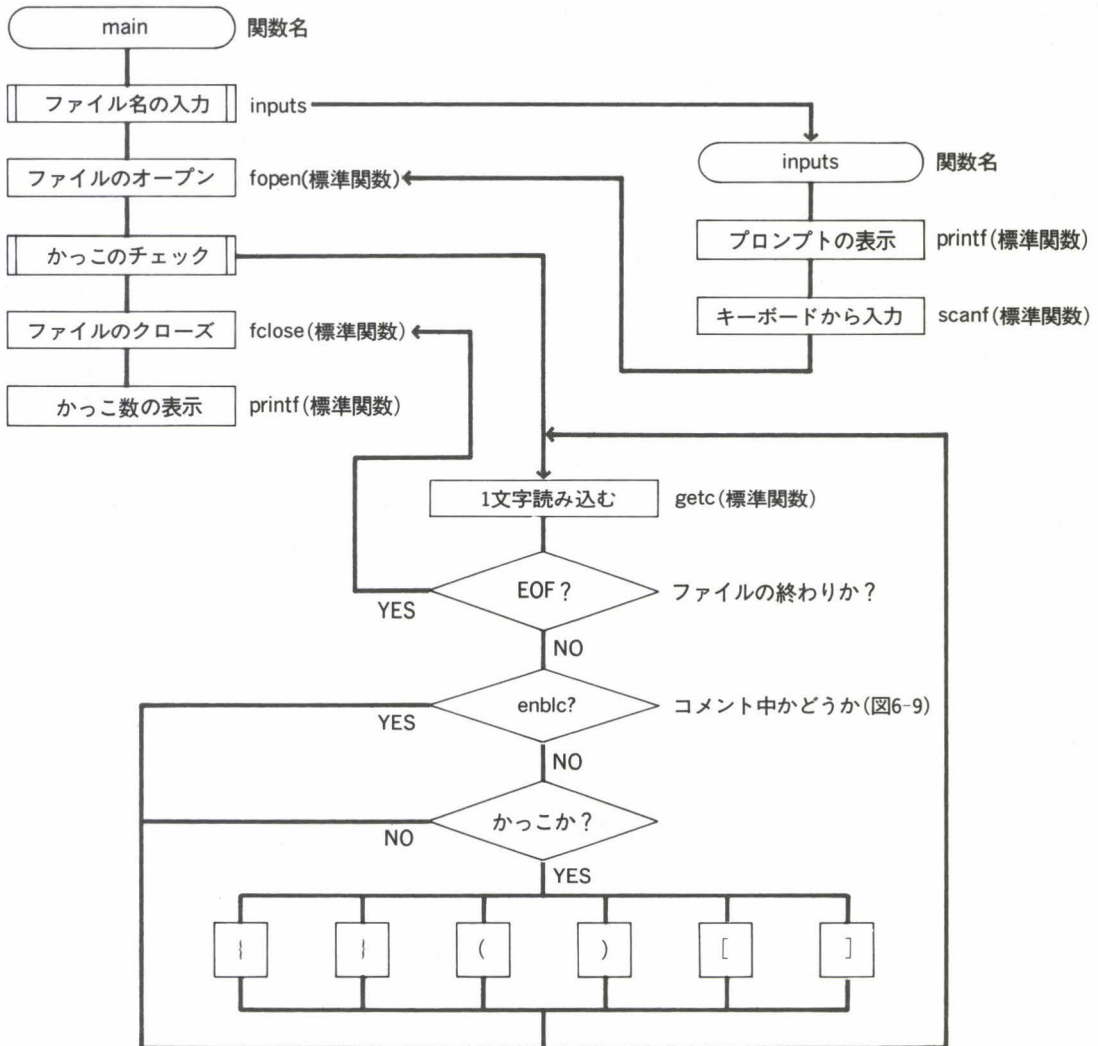 main 関数名
ファイル名の入力 inputs
ファイルのオープン fopen(標準関数)
かっこのチェック
ファイルのクローズ fclose(標準関数)
かっこ数の表示 printf(標準関数)
inputs 関数名
プロンプトの表示 printf(標準関数)
キーボードから入力 scanf(標準関数)
1文字読み込む getc(標準関数)
EOF? ファイルの終わりか?
YES
NO
enblc? コメント中かどうか(図6-9)
YES
NO
かっこか?
NO
YES
{ } ( ) [ ]